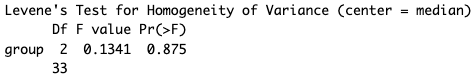 Levene's Test for Homogeneity of Variance (center = median)
Df F value Pr(>F)
group 2 0.1341 0.875
33